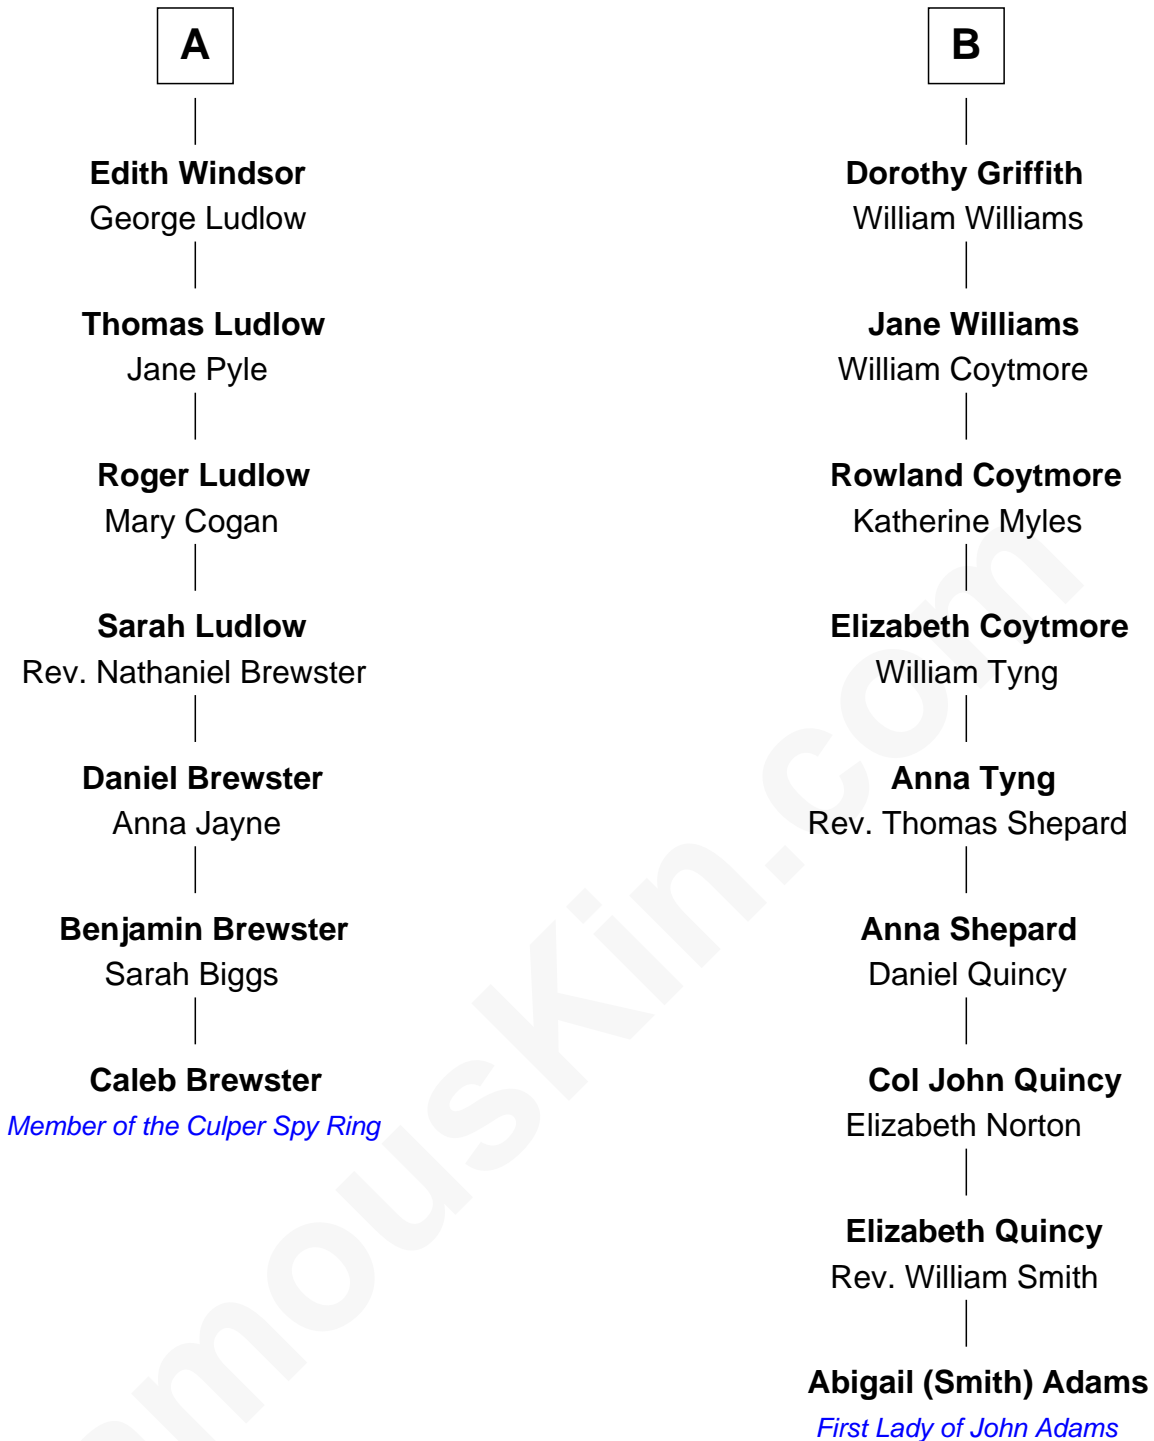 A
Edith Windsor
George Ludlow
Thomas Ludlow
Jane Pyle
Roger Ludlow
Mary Cogan
Sarah Ludlow
Rev. Nathaniel Brewster
Daniel Brewster
Anna Jayne
Benjamin Brewster
Sarah Biggs
Caleb Brewster
Member of the Culper Spy Ring
B
Dorothy Griffith
William Williams
Jane Williams
William Coytmore
Rowland Coytmore
Katherine Myles
Elizabeth Coytmore
William Tyng
Anna Tyng
Rev. Thomas Shepard
Anna Shepard
Daniel Quincy
Col John Quincy
Elizabeth Norton
Elizabeth Quincy
Rev. William Smith
Abigail (Smith) Adams
First Lady of John Adams
amousKin.com